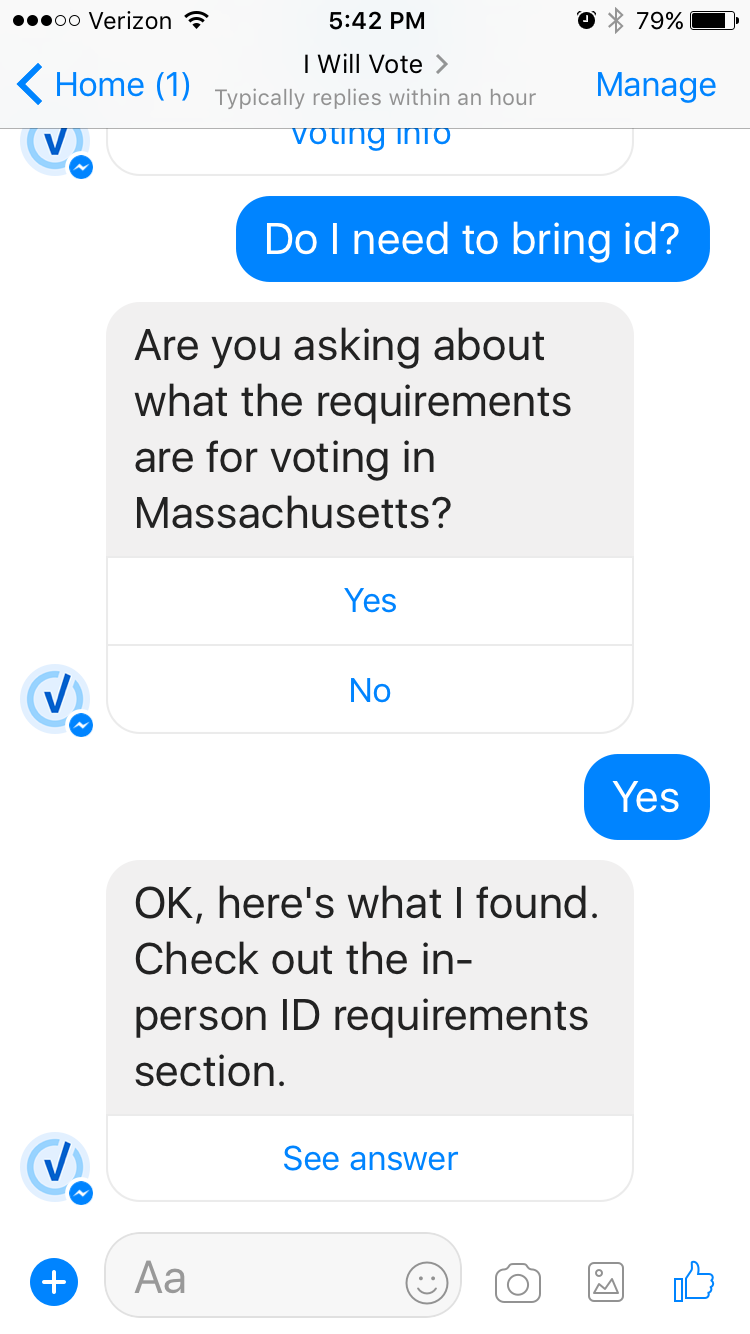 Verizon 5:42 PM 79%
Home (1) I Will Vote Manage
Typically replies within an hour
Voting Info
Do I need to bring id?
Are you asking about
what the requirements
are for voting in
Massachusetts?
Yes
No
Yes
OK, here's what I found.
Check out the in-
person ID requirements
section.
See answer
Aa